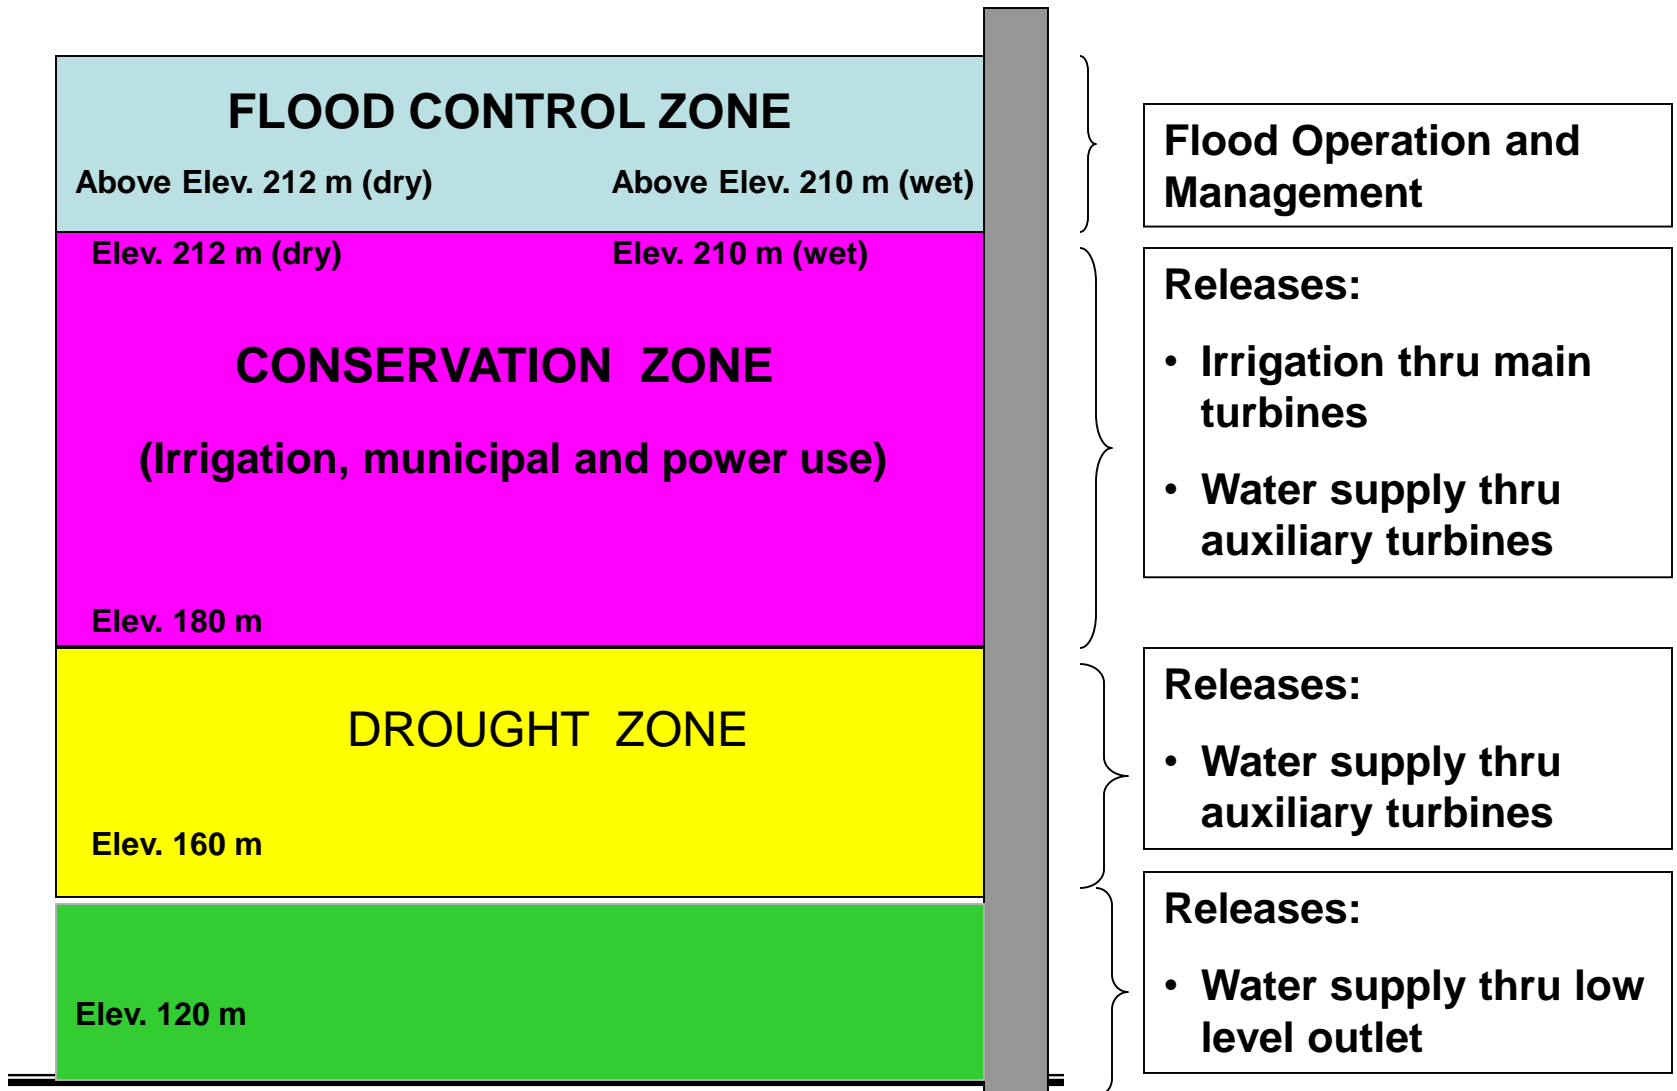 FLOOD CONTROL ZONE
Above Elev. 212 m (dry) Above Elev. 210 m (wet)
Elev. 212 m (dry) Elev. 210 m (wet)
CONSERVATION ZONE
(Irrigation, municipal and power use)
Elev. 180 m
DROUGHT ZONE
Elev. 160 m
Elev. 120 m
Flood Operation and
Management
Releases:
• Irrigation thru main
turbines
• Water supply thru
auxiliary turbines
Releases:
• Water supply thru
auxiliary turbines
Releases:
• Water supply thru low
level outlet